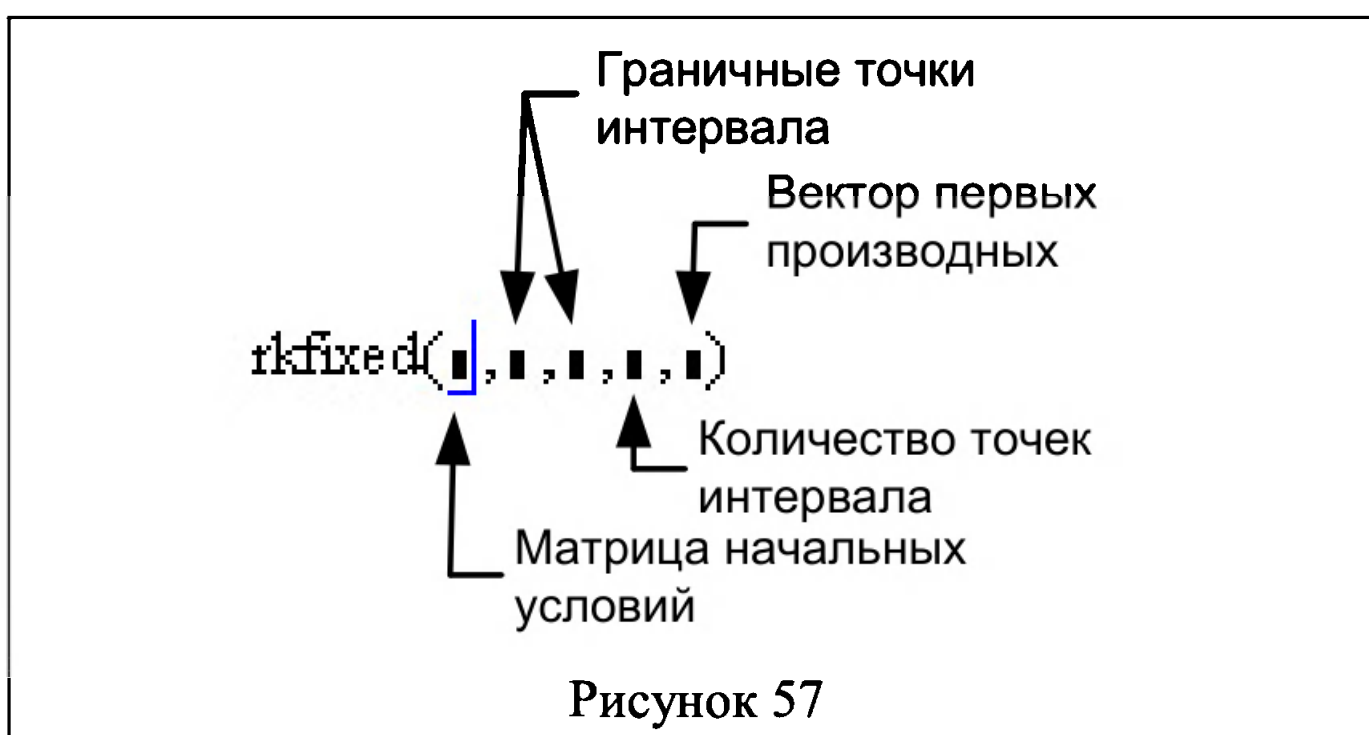 Граничные точки
интервала
Вектор первых
производных
rkfixed(▪,▪,▪,▪,▪)
Количество точек
интервала
Матрица начальных
условий
Рисунок 57